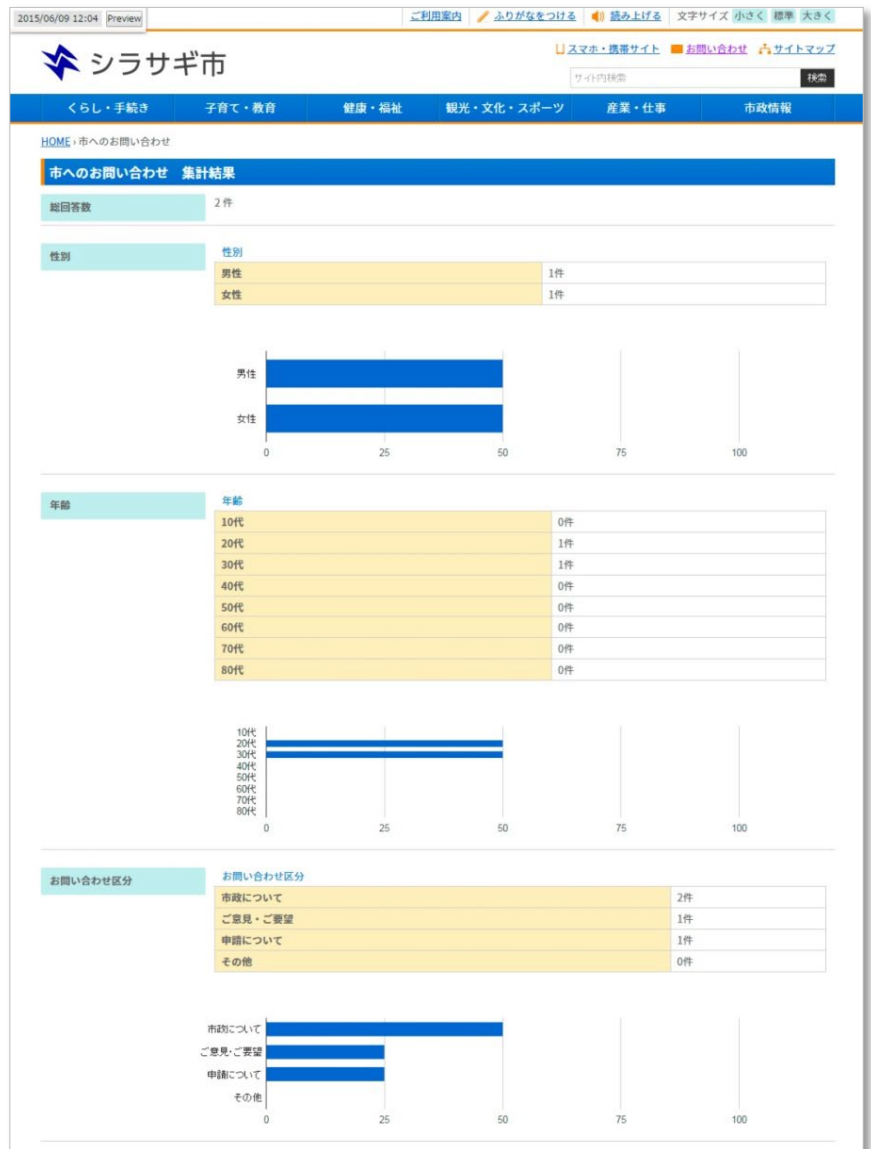 2015/06/09 12:04 Preview
ご利用案内 ふりがなをつける 読み上げる 文字サイズ 小さく 標準 大きく
シラサギ市
スマホ・携帯サイト お問い合わせ サイトマップ
サイト内検索 検索
くらし・手続き 子育て・教育 健康・福祉 観光・文化・スポーツ 産業・仕事 市政情報
HOME › 市へのお問い合わせ
市へのお問い合わせ 集計結果
総回答数 2 件
性別 性別
男性 1件
女性 1件
男性
女性
0 25 50 75 100
年齢 年齢
10代 0件
20代 1件
30代 1件
40代 0件
50代 0件
60代 0件
70代 0件
80代 0件
10代
20代
30代
40代
50代
60代
70代
80代
0 25 50 75 100
お問い合わせ区分 お問い合わせ区分
市政について 2件
ご意見・ご要望 1件
申請について 1件
その他 0件
市政について
ご意見・ご要望
申請について
その他
0 25 50 75 100